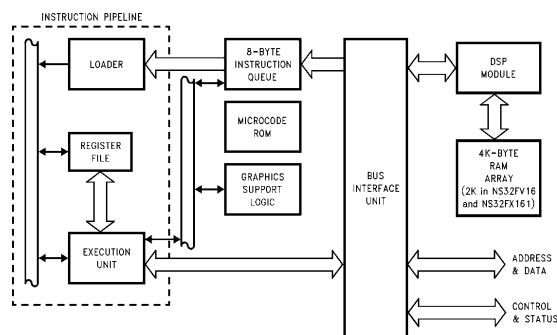 INSTRUCTION PIPELINE
LOADER
8-BYTE
INSTRUCTION
QUEUE
DSP
MODULE
MICROCODE
ROM
REGISTER
FILE
4K-BYTE
RAM
ARRAY
(2K in NS32FV16
and NS32FX161)
GRAPHICS
SUPPORT
LOGIC
BUS
INTERFACE
UNIT
EXECUTION
UNIT
ADDRESS
& DATA
CONTROL
& STATUS